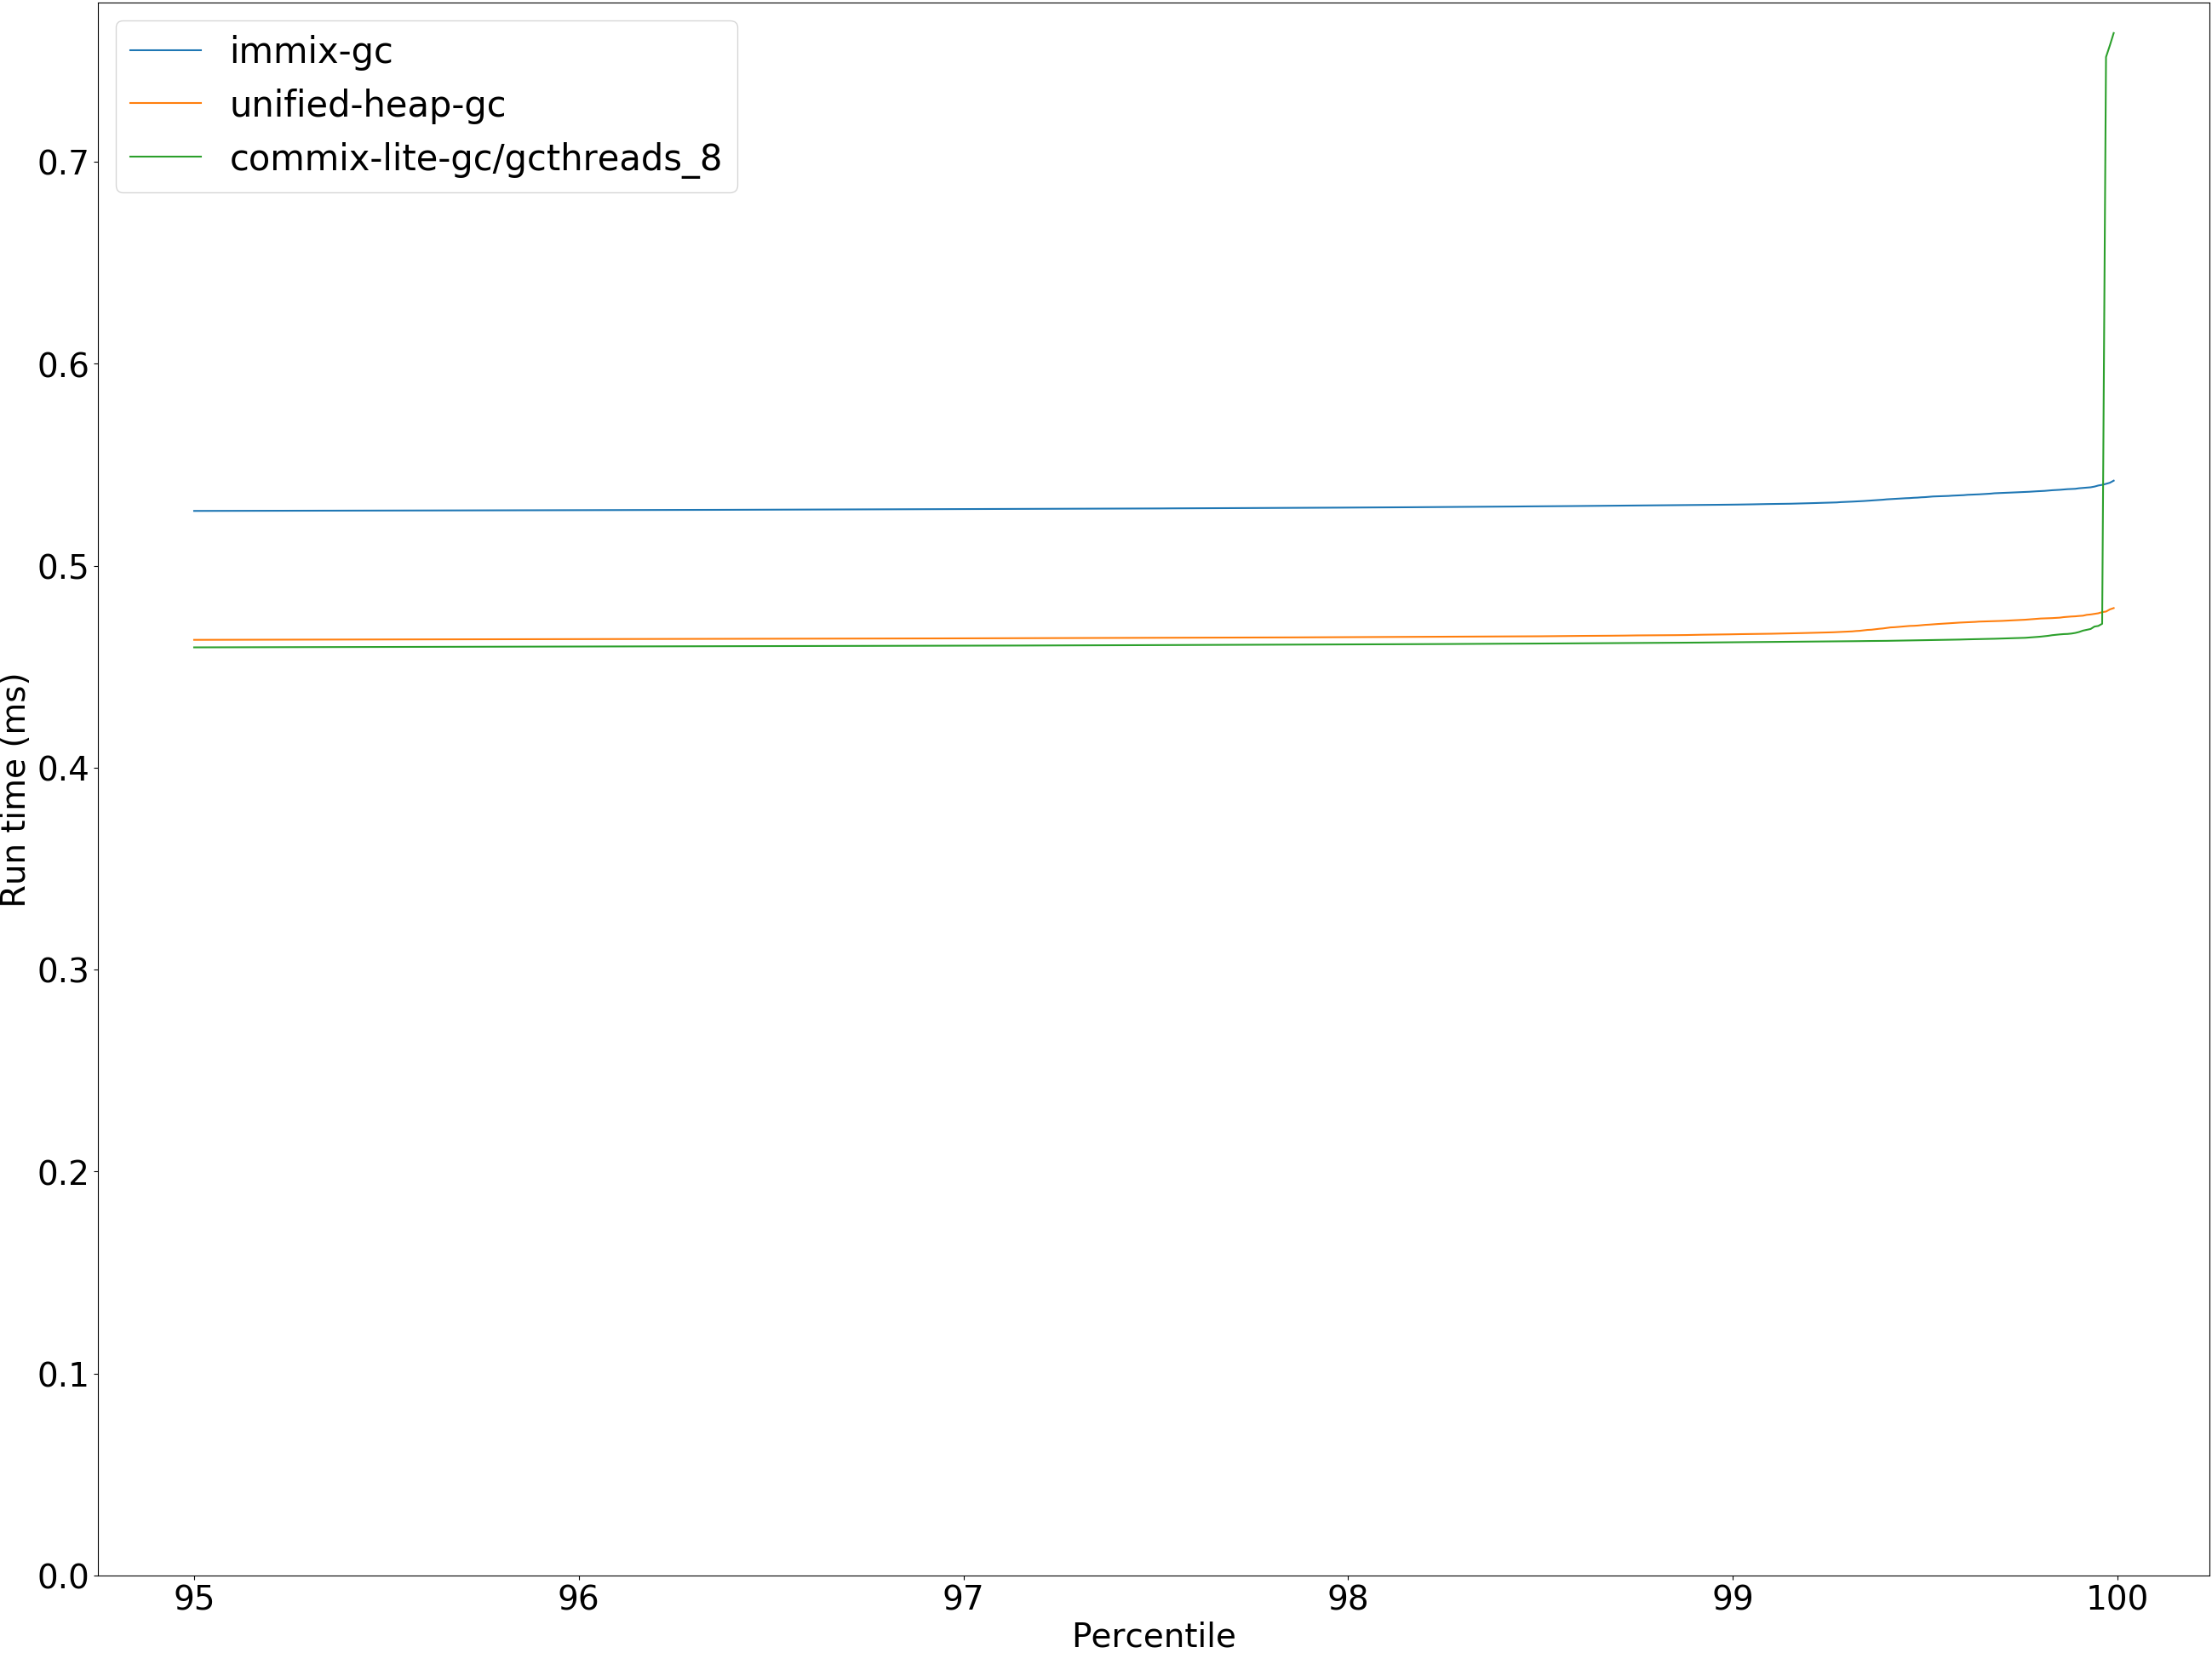 immix-gc
unified-heap-gc
commix-lite-gc/gcthreads_8
0.7
0.6
0.5
0.4
0.3
0.2
0.1
0.0
Run time (ms)
95 96 97 98 99 100
Percentile